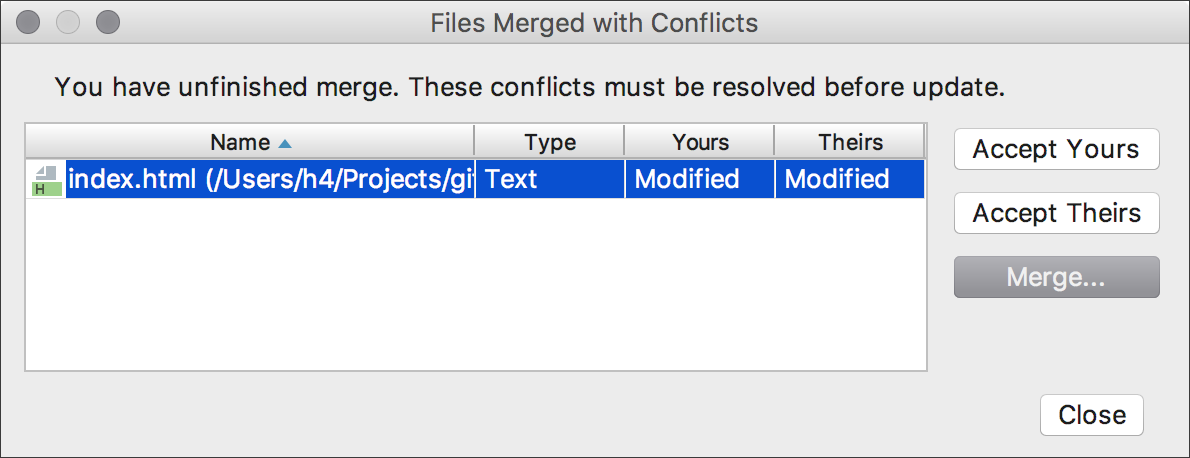 Files Merged with Conflicts
You have unfinished merge. These conflicts must be resolved before update.
Name Type Yours Theirs
index.html (/Users/h4/Projects/gi Text Modified Modified
H
Accept Yours
Accept Theirs
Merge...
Close